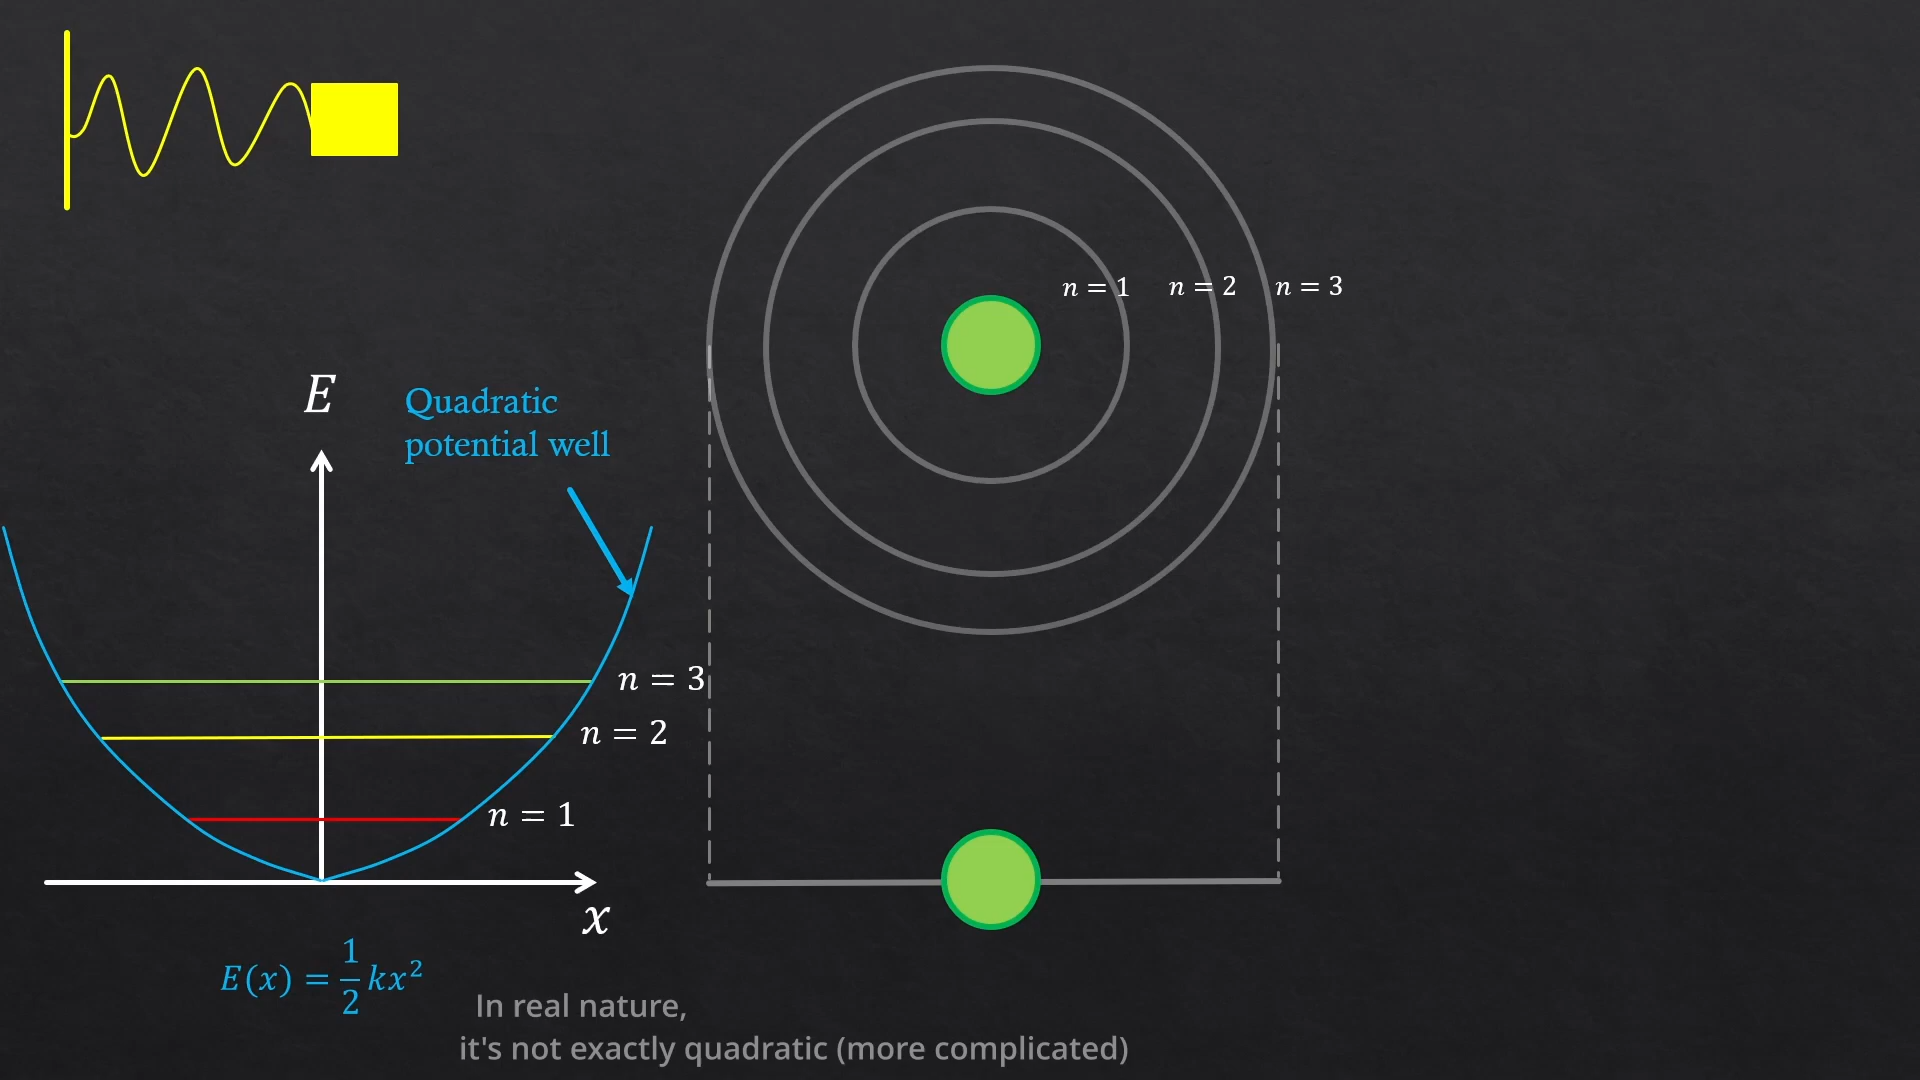 n = 1
n = 2
n = 3
E
Quadratic
potential well
n = 3
n = 2
n = 1
x
E(x) = 1/2 kx²
In real nature,
it's not exactly quadratic (more complicated)